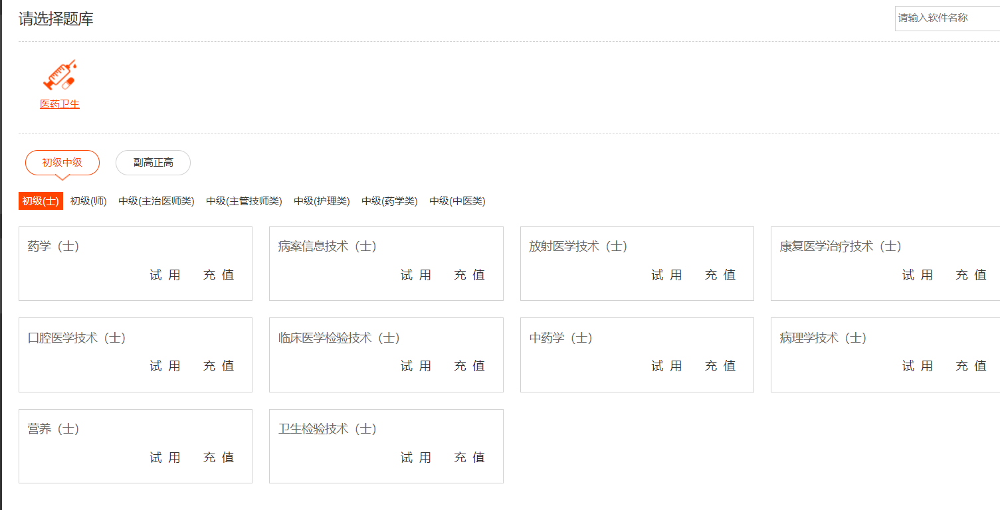 请选择题库
请输入软件名称
医药卫生
初级中级 副高正高
初级(士) 初级(师) 中级(主治医师类) 中级(主管技师类) 中级(护理类) 中级(药学类) 中级(中医类)
药学（士） 病案信息技术（士） 放射医学技术（士） 康复医学治疗技术（士）
试 用 充 值 试 用 充 值 试 用 充 值 试 用 充 值
口腔医学技术（士） 临床医学检验技术（士） 中药学（士） 病理学技术（士）
试 用 充 值 试 用 充 值 试 用 充 值 试 用 充 值
营养（士） 卫生检验技术（士）
试 用 充 值 试 用 充 值